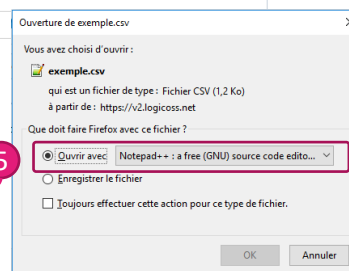 Ouverture de exemple.csv
Vous avez choisi d'ouvrir :
exemple.csv
qui est un fichier de type : Fichier CSV (1,2 Ko)
à partir de : https://v2.logicoss.net
Que doit faire Firefox avec ce fichier ?
5
Ouvrir avec Notepad++ : a free (GNU) source code edito...
Enregistrer le fichier
Toujours effectuer cette action pour ce type de fichier.
OK Annuler